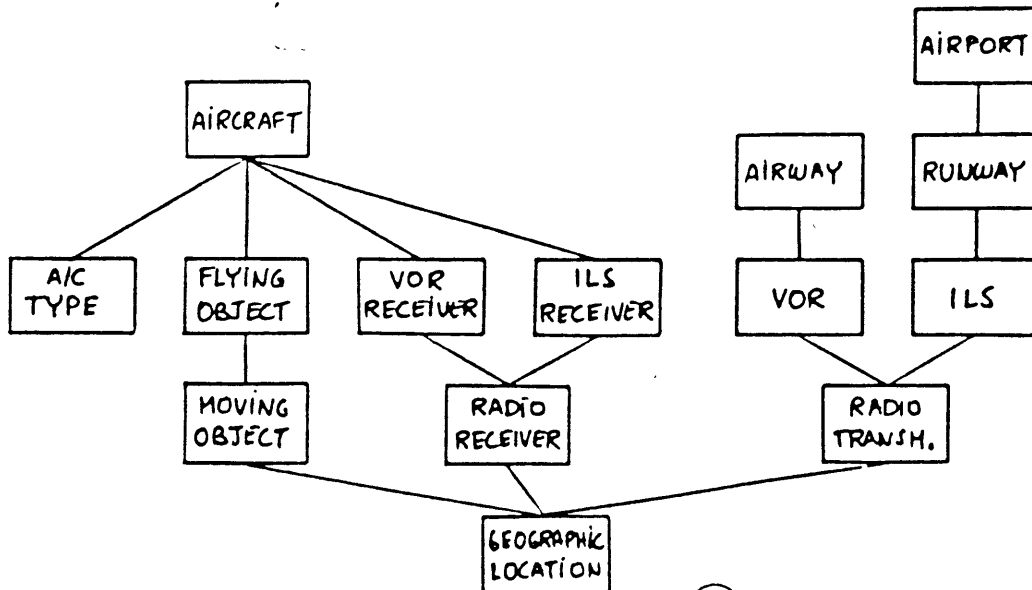 AIRPORT
AIRCRAFT
AIRWAY
RUNWAY
A/C
TYPE
FLYING
OBJECT
VOR
RECEIVER
ILS
RECEIVER
VOR
ILS
MOVING
OBJECT
RADIO
RECEIVER
RADIO
TRANSM.
GEOGRAPHIC
LOCATION